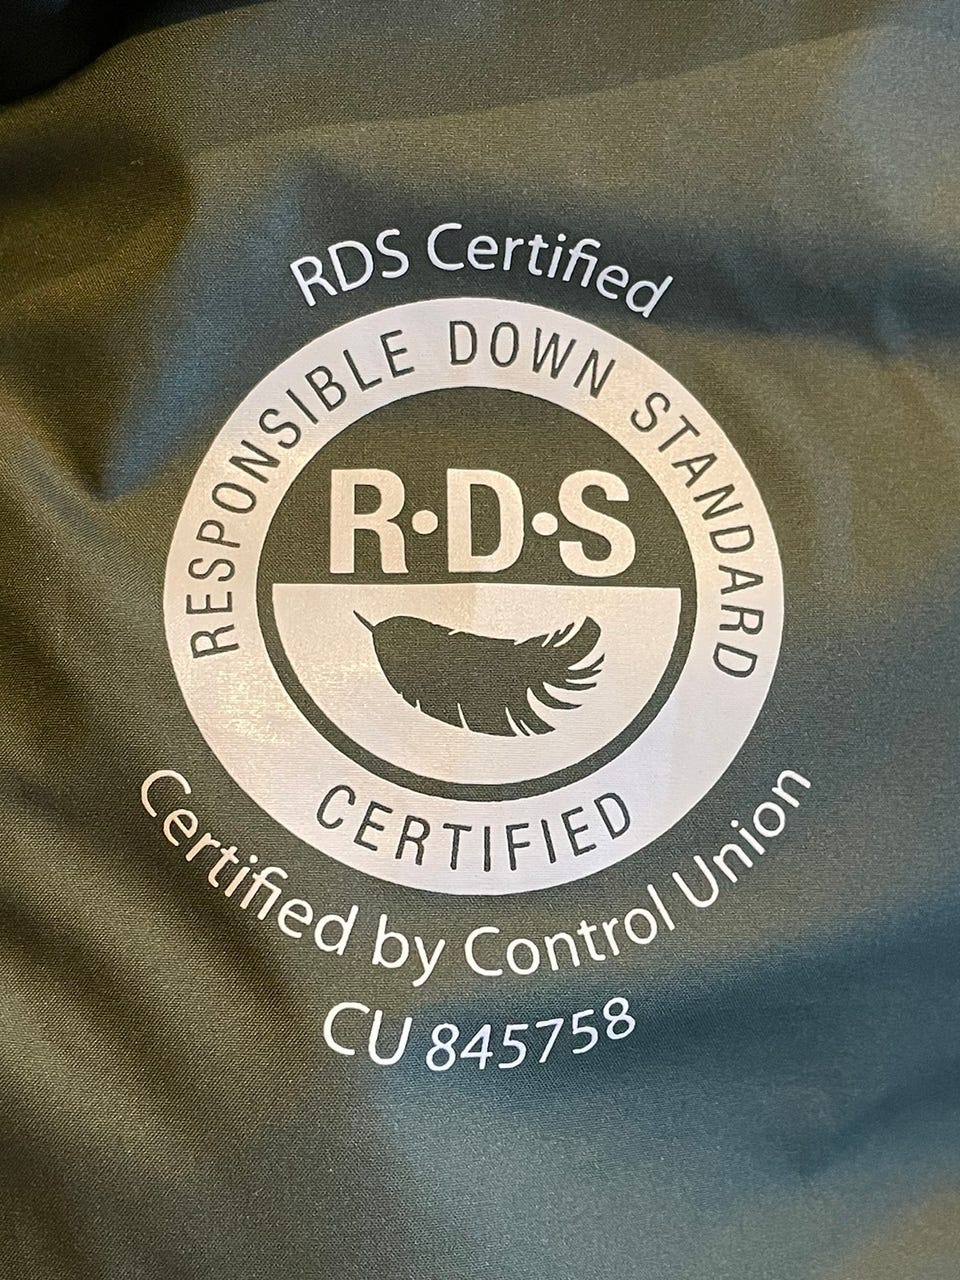 RDS Certified
RESPONSIBLE DOWN STANDARD
R·D·S
CERTIFIED
Certified by Control Union
CU 845758